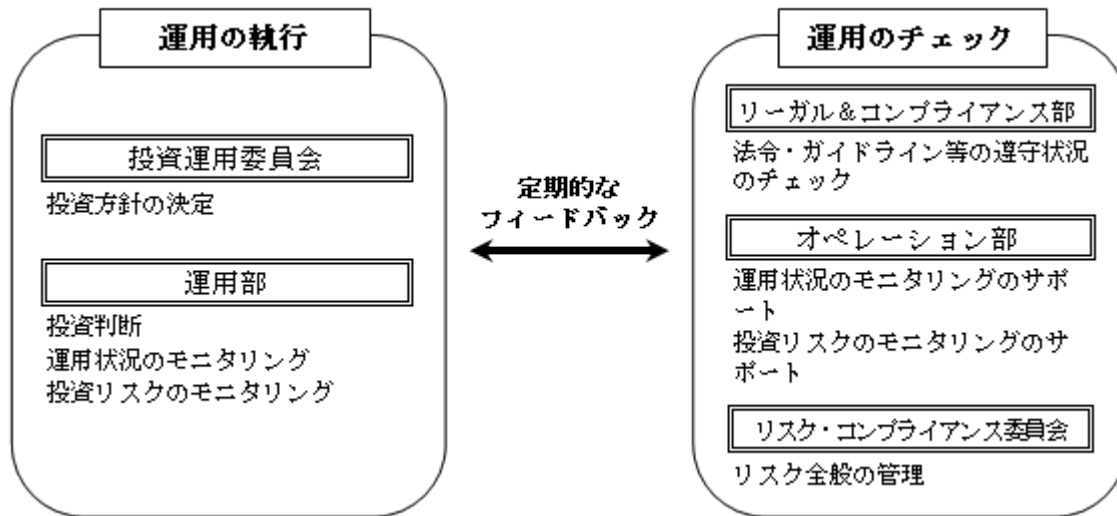 運用の執行
投資運用委員会
投資方針の決定
運用部
投資判断
運用状況のモニタリング
投資リスクのモニタリング
定期的な
フィードバック
運用のチェック
リーガル&コンプライアンス部
法令・ガイドライン等の遵守状況
のチェック
オペレーション部
運用状況のモニタリングのサポ
ート
投資リスクのモニタリングのサ
ポート
リスク・コンプライアンス委員会
リスク全般の管理